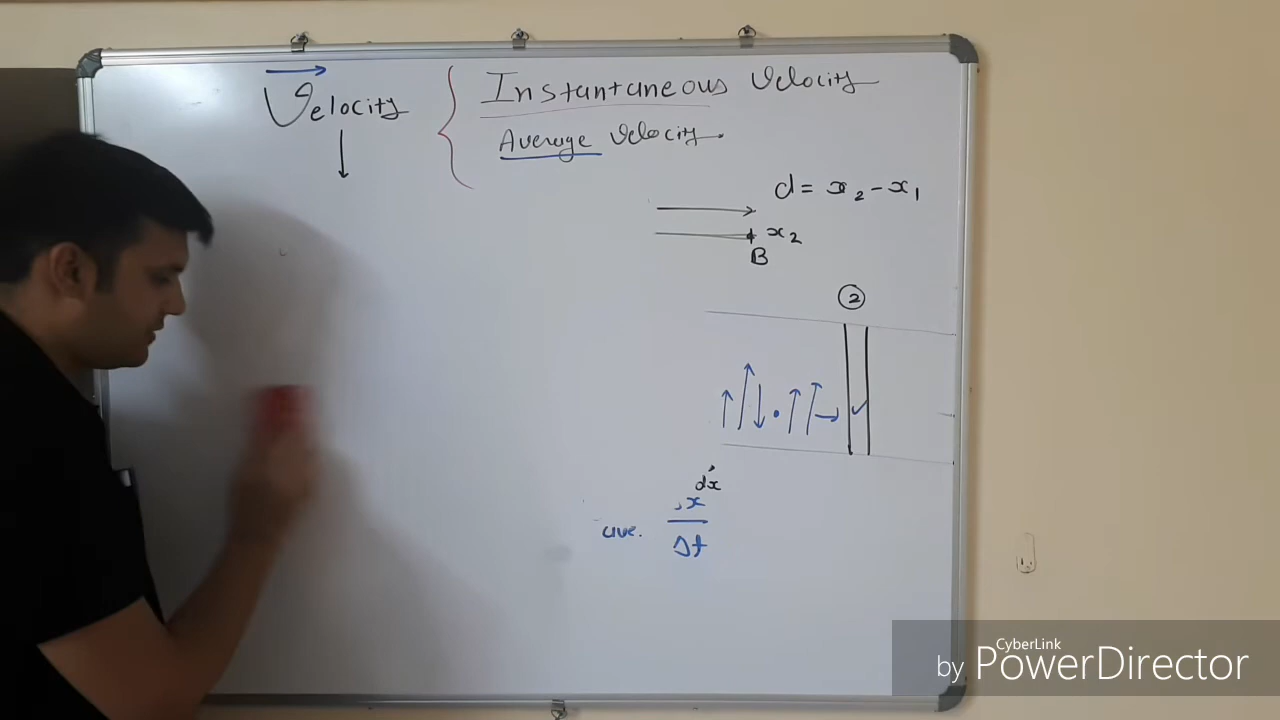 Velocity
Instantaneous Velocity
Average Velocity.
d = x₂ - x₁
x₂
B
②
dx
x
ave.
Δt
CyberLink
by PowerDirector